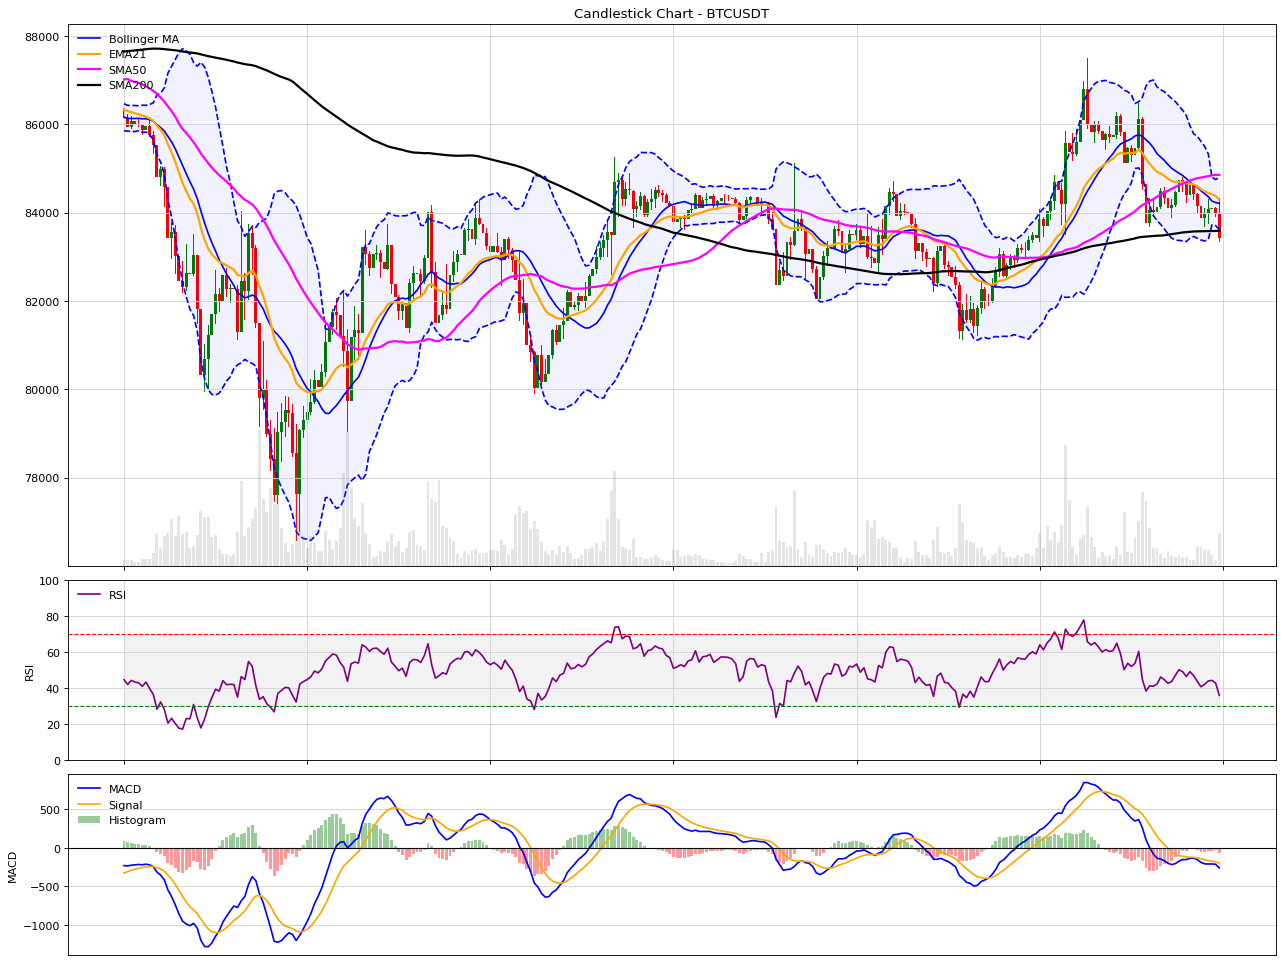 Candlestick Chart - BTCUSDT
88000
86000
84000
82000
80000
78000
Bollinger MA
EMA21
SMA50
SMA200
100
80
60
40
20
0
RSI
RSI
500
0
−500
−1000
MACD
MACD
Signal
Histogram